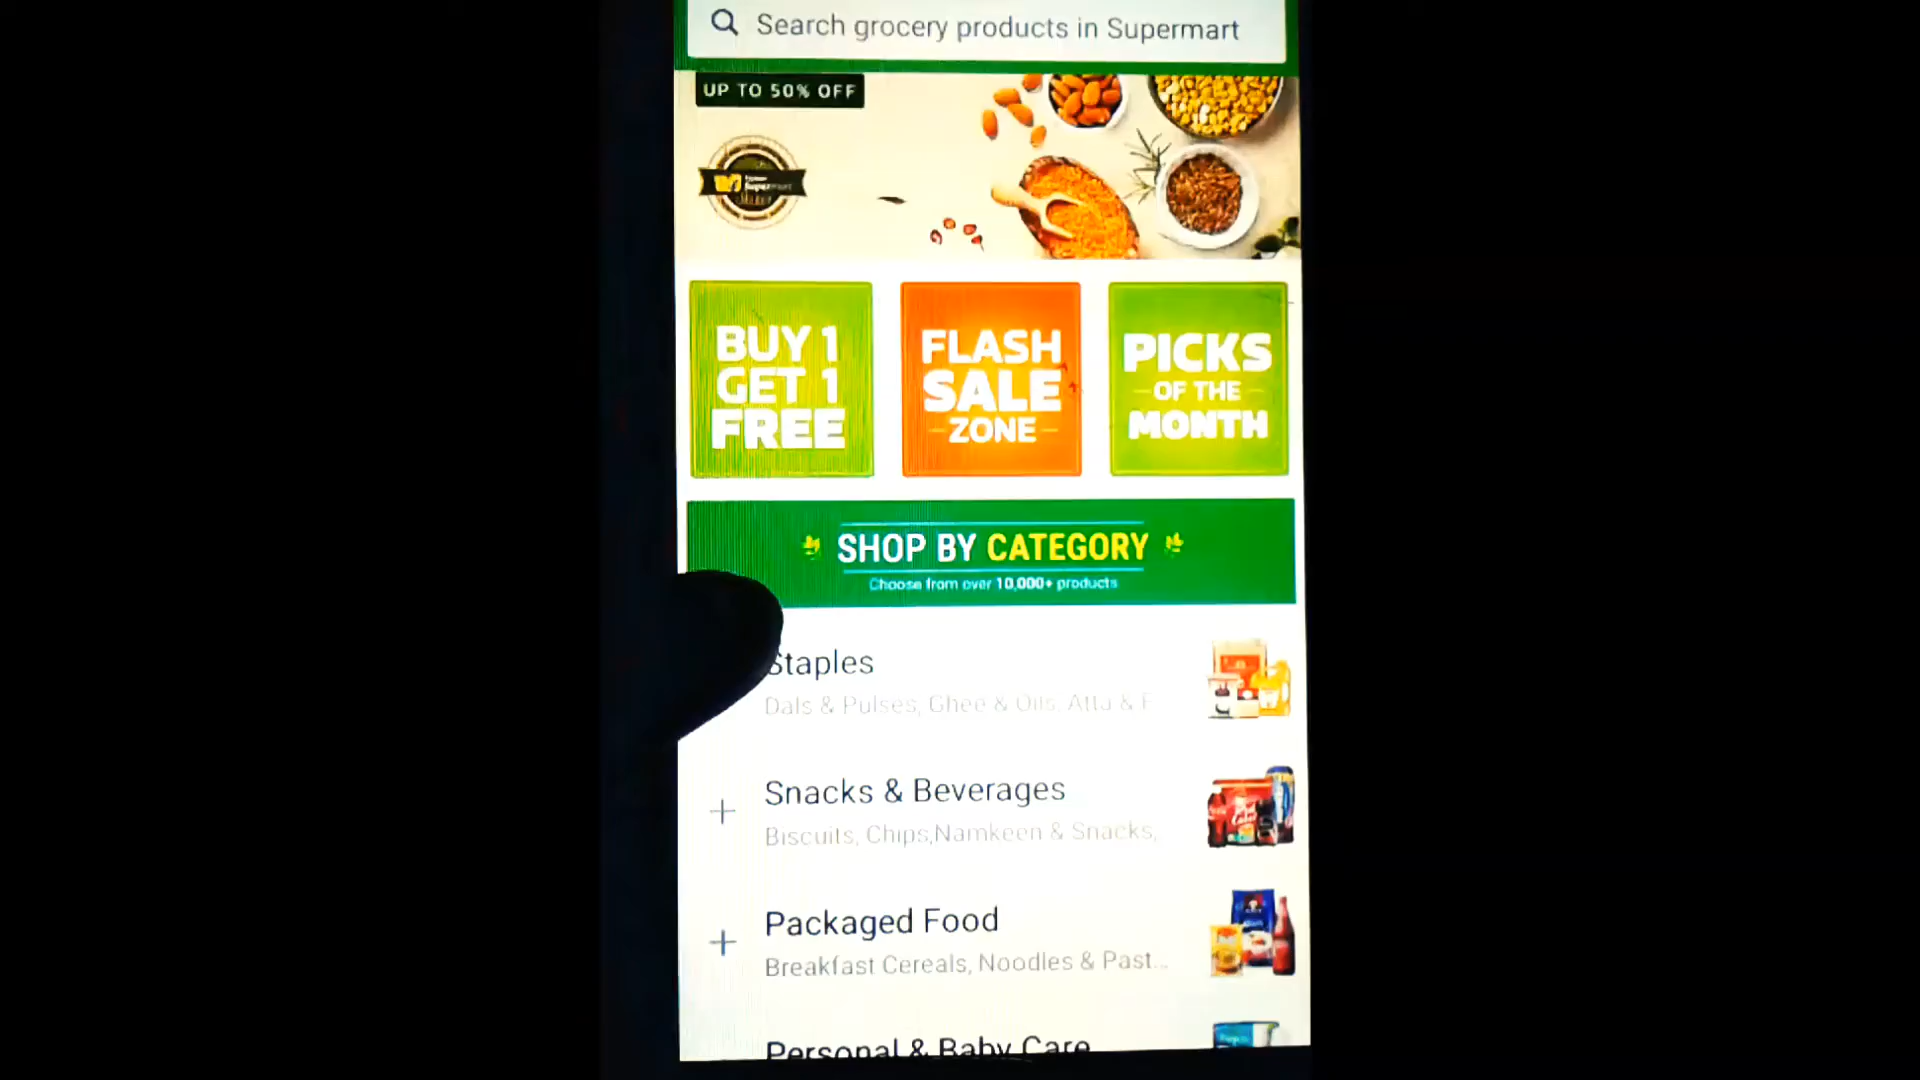 Search grocery products in Supermart
UP TO 50% OFF
Supermart
BUY 1
GET 1
FREE
FLASH
SALE
ZONE
PICKS
OF THE
MONTH
SHOP BY CATEGORY
Choose from over 10,000+ products
Staples
Dals & Pulses, Ghee & Oils, Atta & F
Snacks & Beverages
Biscuits, Chips,Namkeen & Snacks,
Packaged Food
Breakfast Cereals, Noodles & Past...
Personal & Baby Care